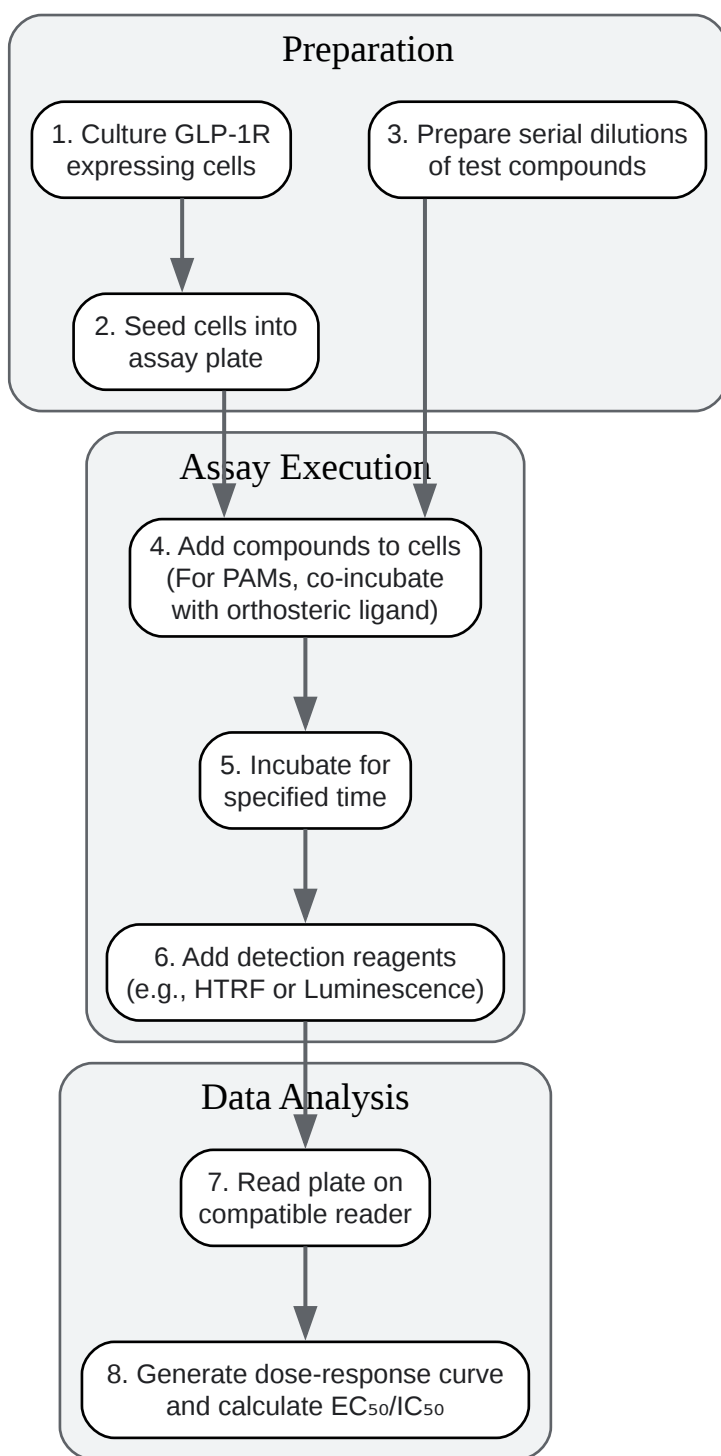 Preparation
1. Culture GLP-1R
expressing cells
3. Prepare serial dilutions
of test compounds
2. Seed cells into
assay plate
Assay Execution
4. Add compounds to cells
(For PAMs, co-incubate
with orthosteric ligand)
5. Incubate for
specified time
6. Add detection reagents
(e.g., HTRF or Luminescence)
Data Analysis
7. Read plate on
compatible reader
8. Generate dose-response curve
and calculate EC₅₀/IC₅₀